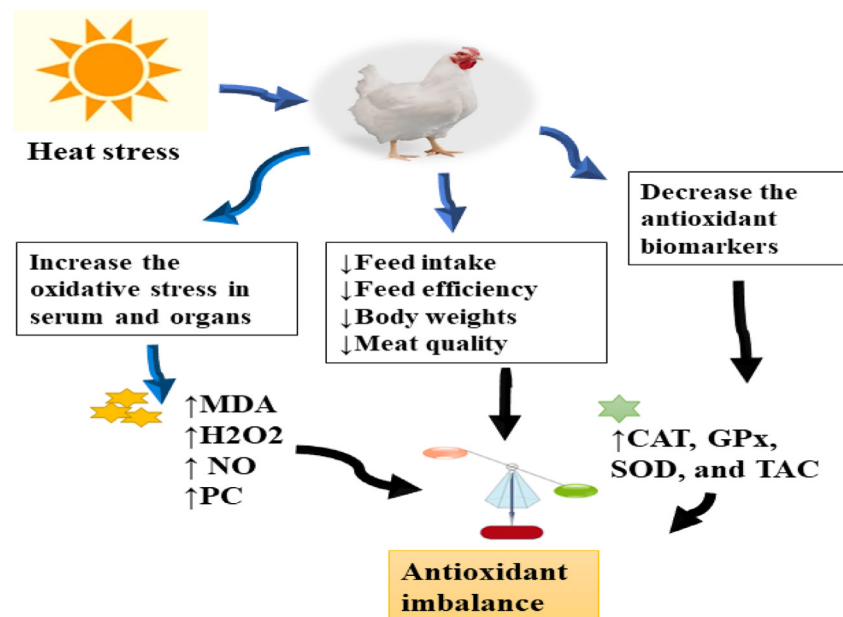 Heat stress
Increase the
oxidative stress in
serum and organs
↓Feed intake
↓Feed efficiency
↓Body weights
↓Meat quality
Decrease the
antioxidant
biomarkers
↑MDA
↑H2O2
↑ NO
↑PC
↑CAT, GPx,
SOD, and TAC
Antioxidant
imbalance